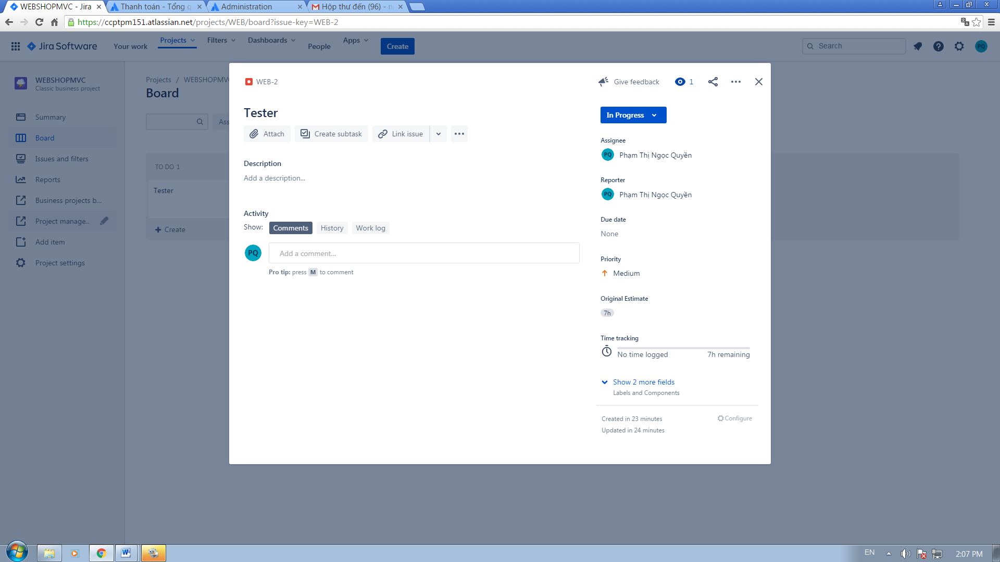 WEBSHOPMVC - Jira
Thanh toán - Tổng q
Administration
Hộp thư đến (96) - n
https://ccptpm151.atlassian.net/projects/WEB/board?issue-key=WEB-2
Jira Software
Your work
Projects
Filters
Dashboards
People
Apps
Create
Search
PQ
WEBSHOPMVC
Classic business project
Summary
Board
Issues and filters
Reports
Business projects b...
Project manage..
Add item
Project settings
Projects / WEBSHOPMVC
Board
Ass
TO DO 1
Tester
Create
WEB-2
Give feedback
1
Tester
Attach
Create subtask
Link issue
Description
Add a description...
Activity
Show:
Comments
History
Work log
PQ
Add a comment...
Pro tip: press M to comment
In Progress
Assignee
PQ Phạm Thị Ngọc Quyền
Reporter
PQ Phạm Thị Ngọc Quyền
Due date
None
Priority
Medium
Original Estimate
7h
Time tracking
No time logged
7h remaining
Show 2 more fields
Labels and Components
Created in 23 minutes
Configure
Updated in 24 minutes
EN
2:07 PM